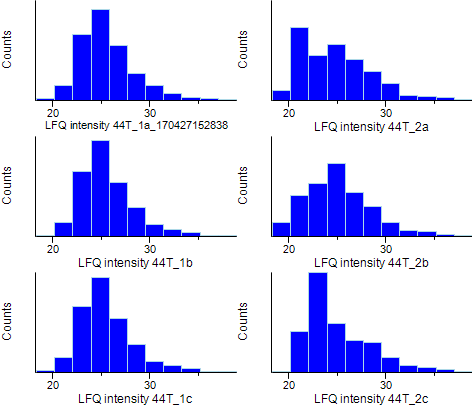 Counts
20 30
LFQ intensity 44T_1a_170427152838
Counts
20 30
LFQ intensity 44T_2a
Counts
20 30
LFQ intensity 44T_1b
Counts
20 30
LFQ intensity 44T_2b
Counts
20 30
LFQ intensity 44T_1c
Counts
20 30
LFQ intensity 44T_2c